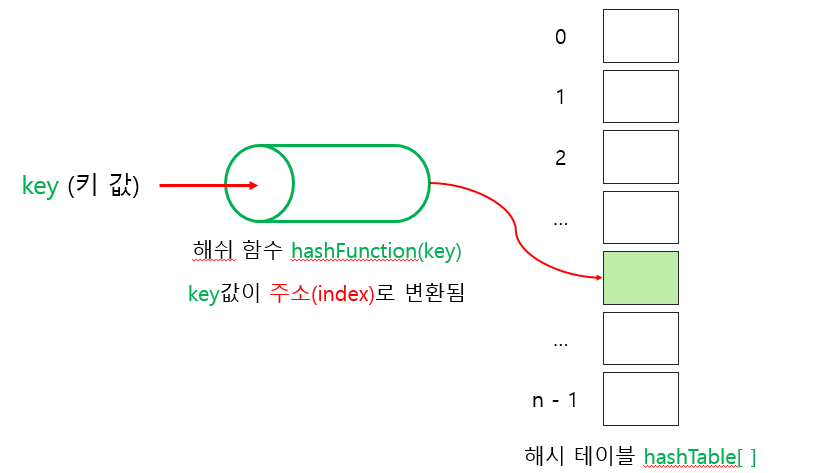 0
1
2
...
...
n - 1
key (키 값)
해쉬 함수 hashFunction(key)
key값이 주소(index)로 변환됨
해시 테이블 hashTable[ ]